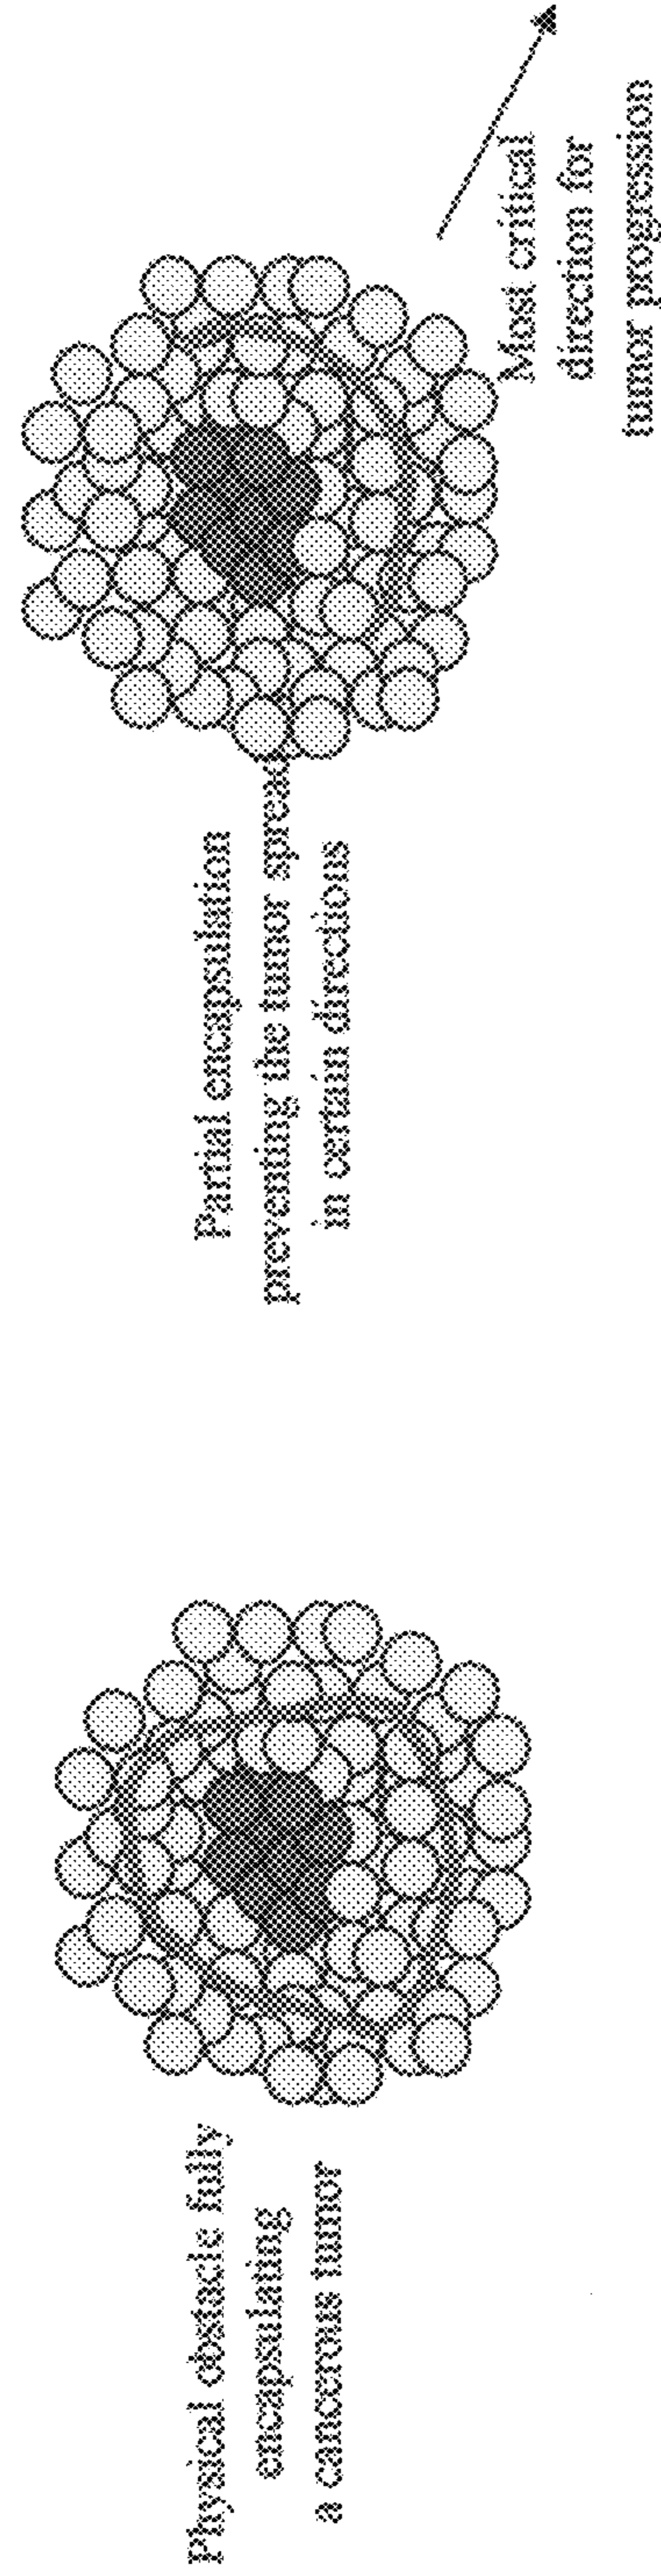 Physical obstacle fully
encapsulating
a cancerous tumor
Partial encapsulation
preventing the tumor spread
in certain directions
Most critical
direction for
tumor progression